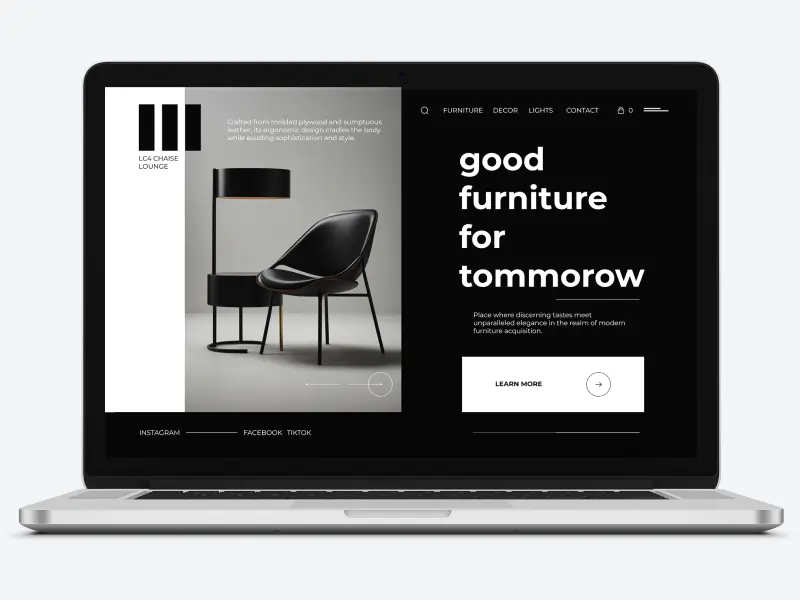 LC4 CHAISE
LOUNGE
Crafted from molded plywood and sumptuous
leather, its ergonomic design cradles the body
while exuding sophistication and style.
FURNITURE DECOR LIGHTS CONTACT 0
good
furniture
for
tommorow
Place where discerning tastes meet
unparalleled elegance in the realm of modern
furniture acquisition.
LEARN MORE
INSTAGRAM FACEBOOK TIKTOK